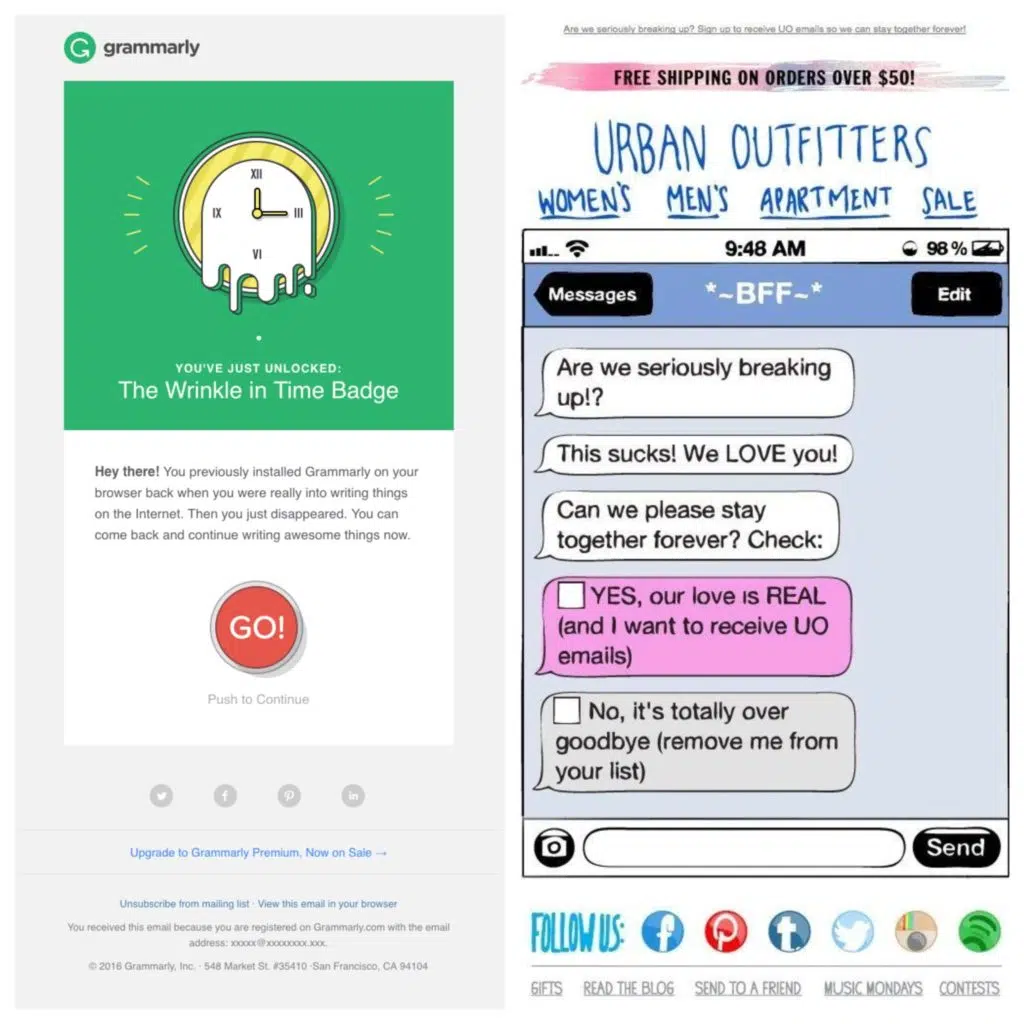 grammarly
XII
IX
III
VI
YOU'VE JUST UNLOCKED:
The Wrinkle in Time Badge
Hey there! You previously installed Grammarly on your
browser back when you were really into writing things
on the Internet. Then you just disappeared. You can
come back and continue writing awesome things now.
GO!
Push to Continue
Upgrade to Grammarly Premium, Now on Sale →
Unsubscribe from mailing list · View this email in your browser
You received this email because you are registered on Grammarly.com with the email
address: xxxxx@xxxxxxxx.xxx.
© 2016 Grammarly, Inc. · 548 Market St. #35410 ·San Francisco, CA 94104
Are we seriously breaking up? Sign up to receive UO emails so we can stay together forever!
FREE SHIPPING ON ORDERS OVER $50!
URBAN OUTFITTERS
WOMEN'S MEN'S APARTMENT SALE
9:48 AM 98%
Messages *~BFF~* Edit
Are we seriously breaking
up!?
This sucks! We LOVE you!
Can we please stay
together forever? Check:
YES, our love is REAL
(and I want to receive UO
emails)
No, it's totally over
goodbye (remove me from
your list)
Send
FOLLOW US:
GIFTS READ THE BLOG SEND TO A FRIEND MUSIC MONDAYS CONTESTS